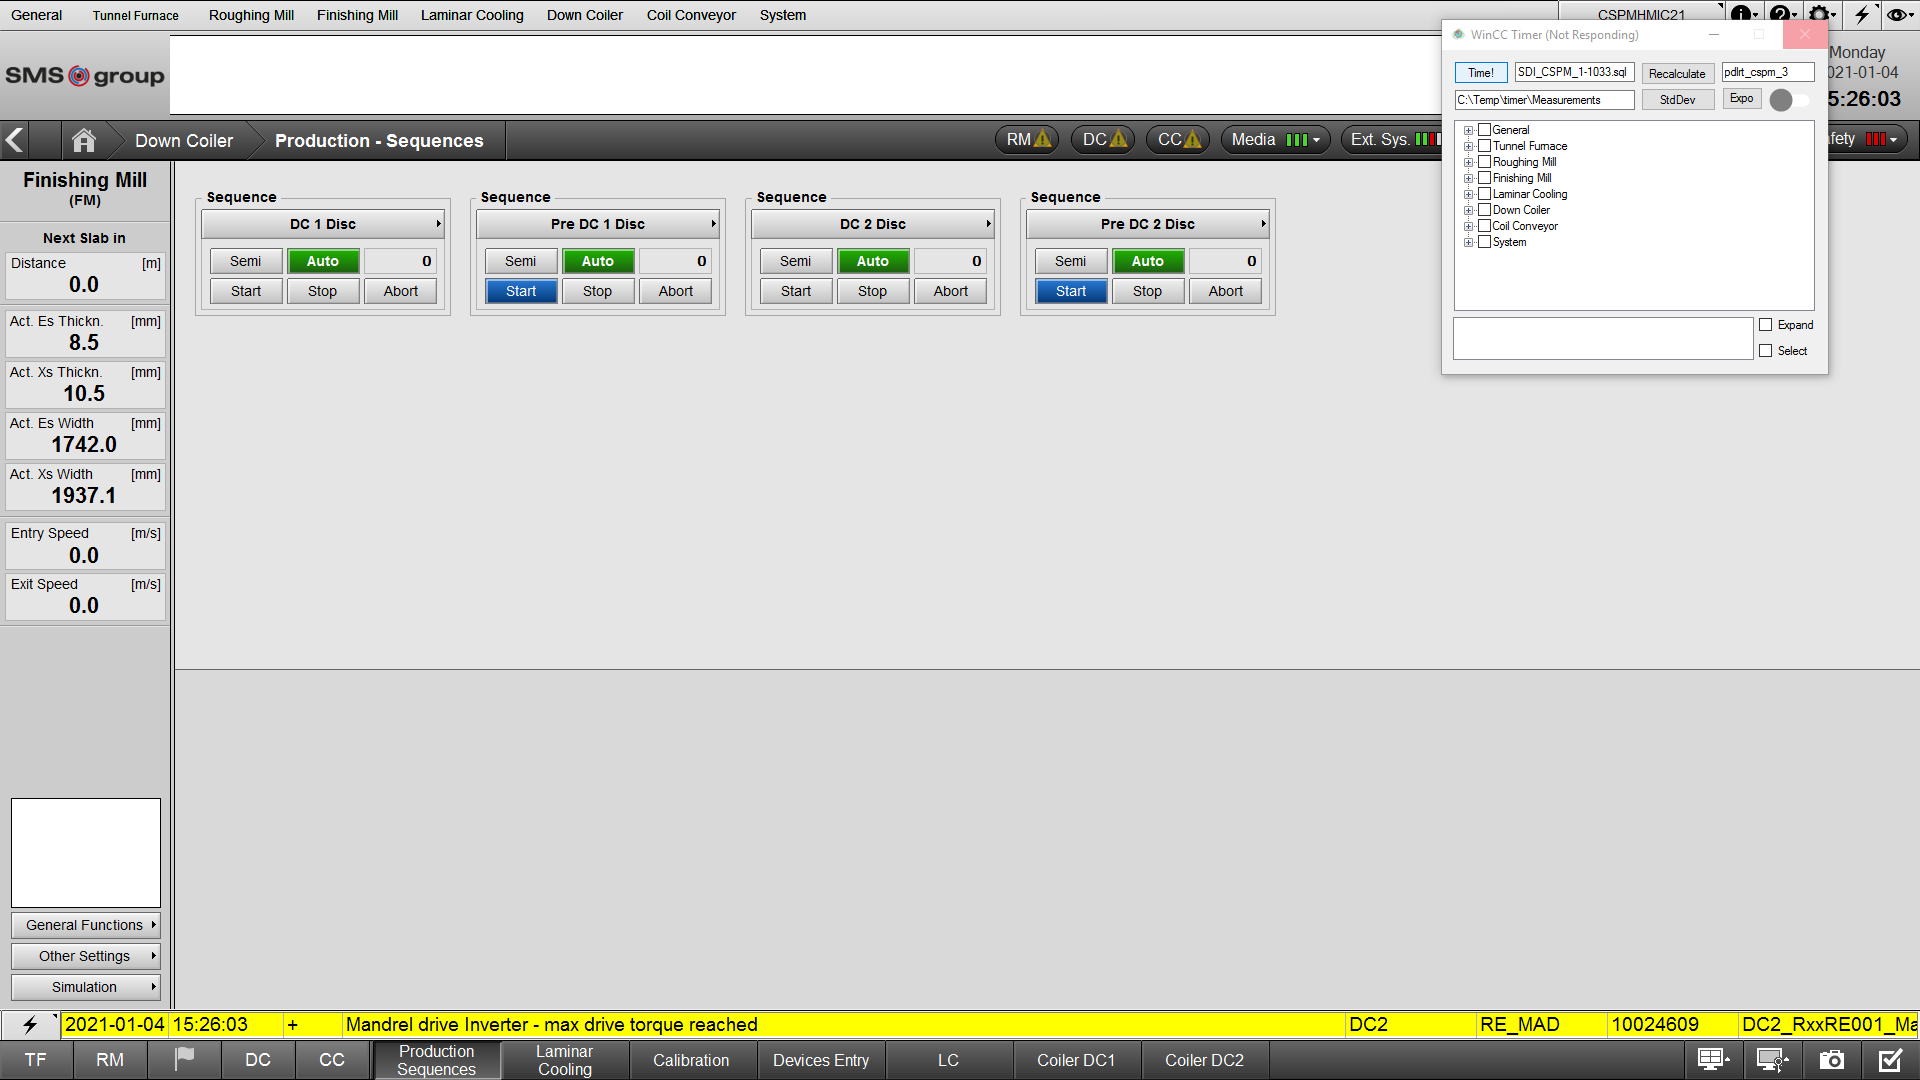 General Tunnel Furnace Roughing Mill Finishing Mill Laminar Cooling Down Coiler Coil Conveyor System CSPMHMIC21
SMS group
Monday
2021-01-04
5:26:03
Down Coiler Production - Sequences RM DC CC Media Ext. Sys. afety
WinCC Timer (Not Responding)
Time! SDI_CSPM_1-1033.sql Recalculate pdlrt_cspm_3
C:\Temp\timer\Measurements StdDev Expo
General
Tunnel Furnace
Roughing Mill
Finishing Mill
Laminar Cooling
Down Coiler
Coil Conveyor
System
Expand
Select
Finishing Mill
(FM)
Next Slab in
Distance [m]
0.0
Act. Es Thickn. [mm]
8.5
Act. Xs Thickn. [mm]
10.5
Act. Es Width [mm]
1742.0
Act. Xs Width [mm]
1937.1
Entry Speed [m/s]
0.0
Exit Speed [m/s]
0.0
General Functions
Other Settings
Simulation
Sequence
DC 1 Disc
Semi Auto 0
Start Stop Abort
Sequence
Pre DC 1 Disc
Semi Auto 0
Start Stop Abort
Sequence
DC 2 Disc
Semi Auto 0
Start Stop Abort
Sequence
Pre DC 2 Disc
Semi Auto 0
Start Stop Abort
2021-01-04 15:26:03 + Mandrel drive Inverter - max drive torque reached DC2 RE_MAD 10024609 DC2_RxxRE001_Ma
TF RM DC CC Production Sequences Laminar Cooling Calibration Devices Entry LC Coiler DC1 Coiler DC2